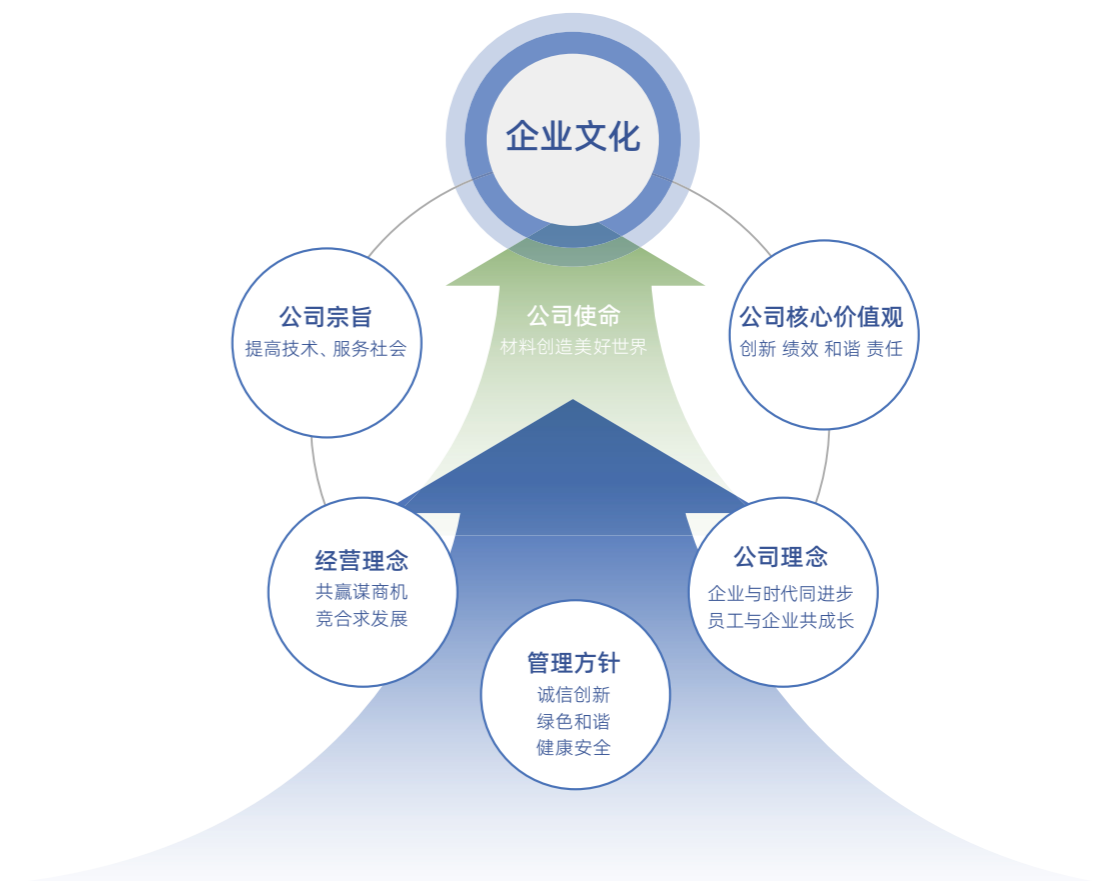 企业文化
公司宗旨
提高技术、服务社会
公司使命
材料创造美好世界
公司核心价值观
创新 绩效 和谐 责任
经营理念
共赢谋商机
竞合求发展
公司理念
企业与时代同进步
员工与企业共成长
管理方针
诚信创新
绿色和谐
健康安全